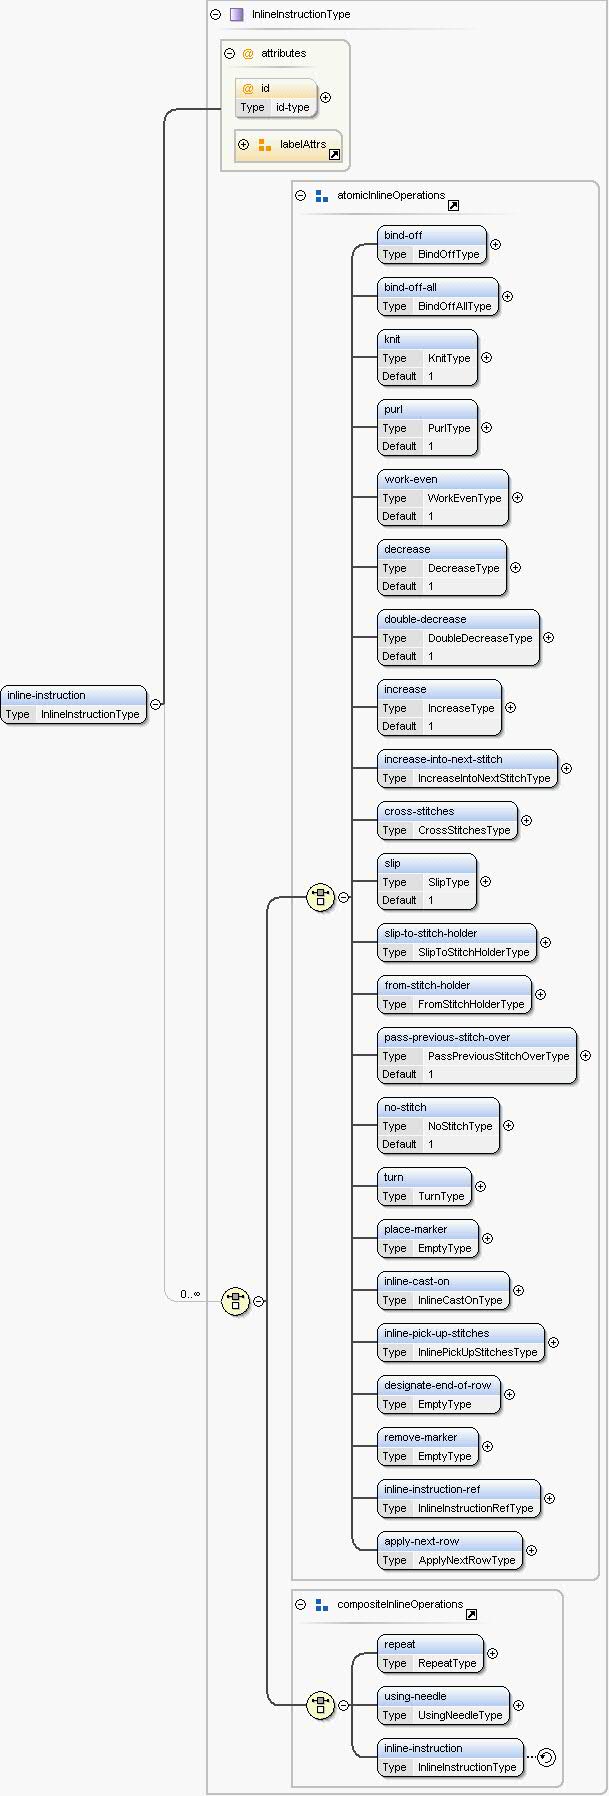 InlineInstructionType
@ attributes
@ id
Type id-type
labelAttrs
atomicInlineOperations
bind-off
Type BindOffType
bind-off-all
Type BindOffAllType
knit
Type KnitType
Default 1
purl
Type PurlType
Default 1
work-even
Type WorkEvenType
Default 1
decrease
Type DecreaseType
Default 1
double-decrease
Type DoubleDecreaseType
Default 1
inline-instruction
Type InlineInstructionType
increase
Type IncreaseType
Default 1
increase-into-next-stitch
Type IncreaseIntoNextStitchType
cross-stitches
Type CrossStitchesType
slip
Type SlipType
Default 1
slip-to-stitch-holder
Type SlipToStitchHolderType
from-stitch-holder
Type FromStitchHolderType
pass-previous-stitch-over
Type PassPreviousStitchOverType
Default 1
no-stitch
Type NoStitchType
Default 1
turn
Type TurnType
place-marker
Type EmptyType
0..∞
inline-cast-on
Type InlineCastOnType
inline-pick-up-stitches
Type InlinePickUpStitchesType
designate-end-of-row
Type EmptyType
remove-marker
Type EmptyType
inline-instruction-ref
Type InlineInstructionRefType
apply-next-row
Type ApplyNextRowType
compositeInlineOperations
repeat
Type RepeatType
using-needle
Type UsingNeedleType
inline-instruction
Type InlineInstructionType